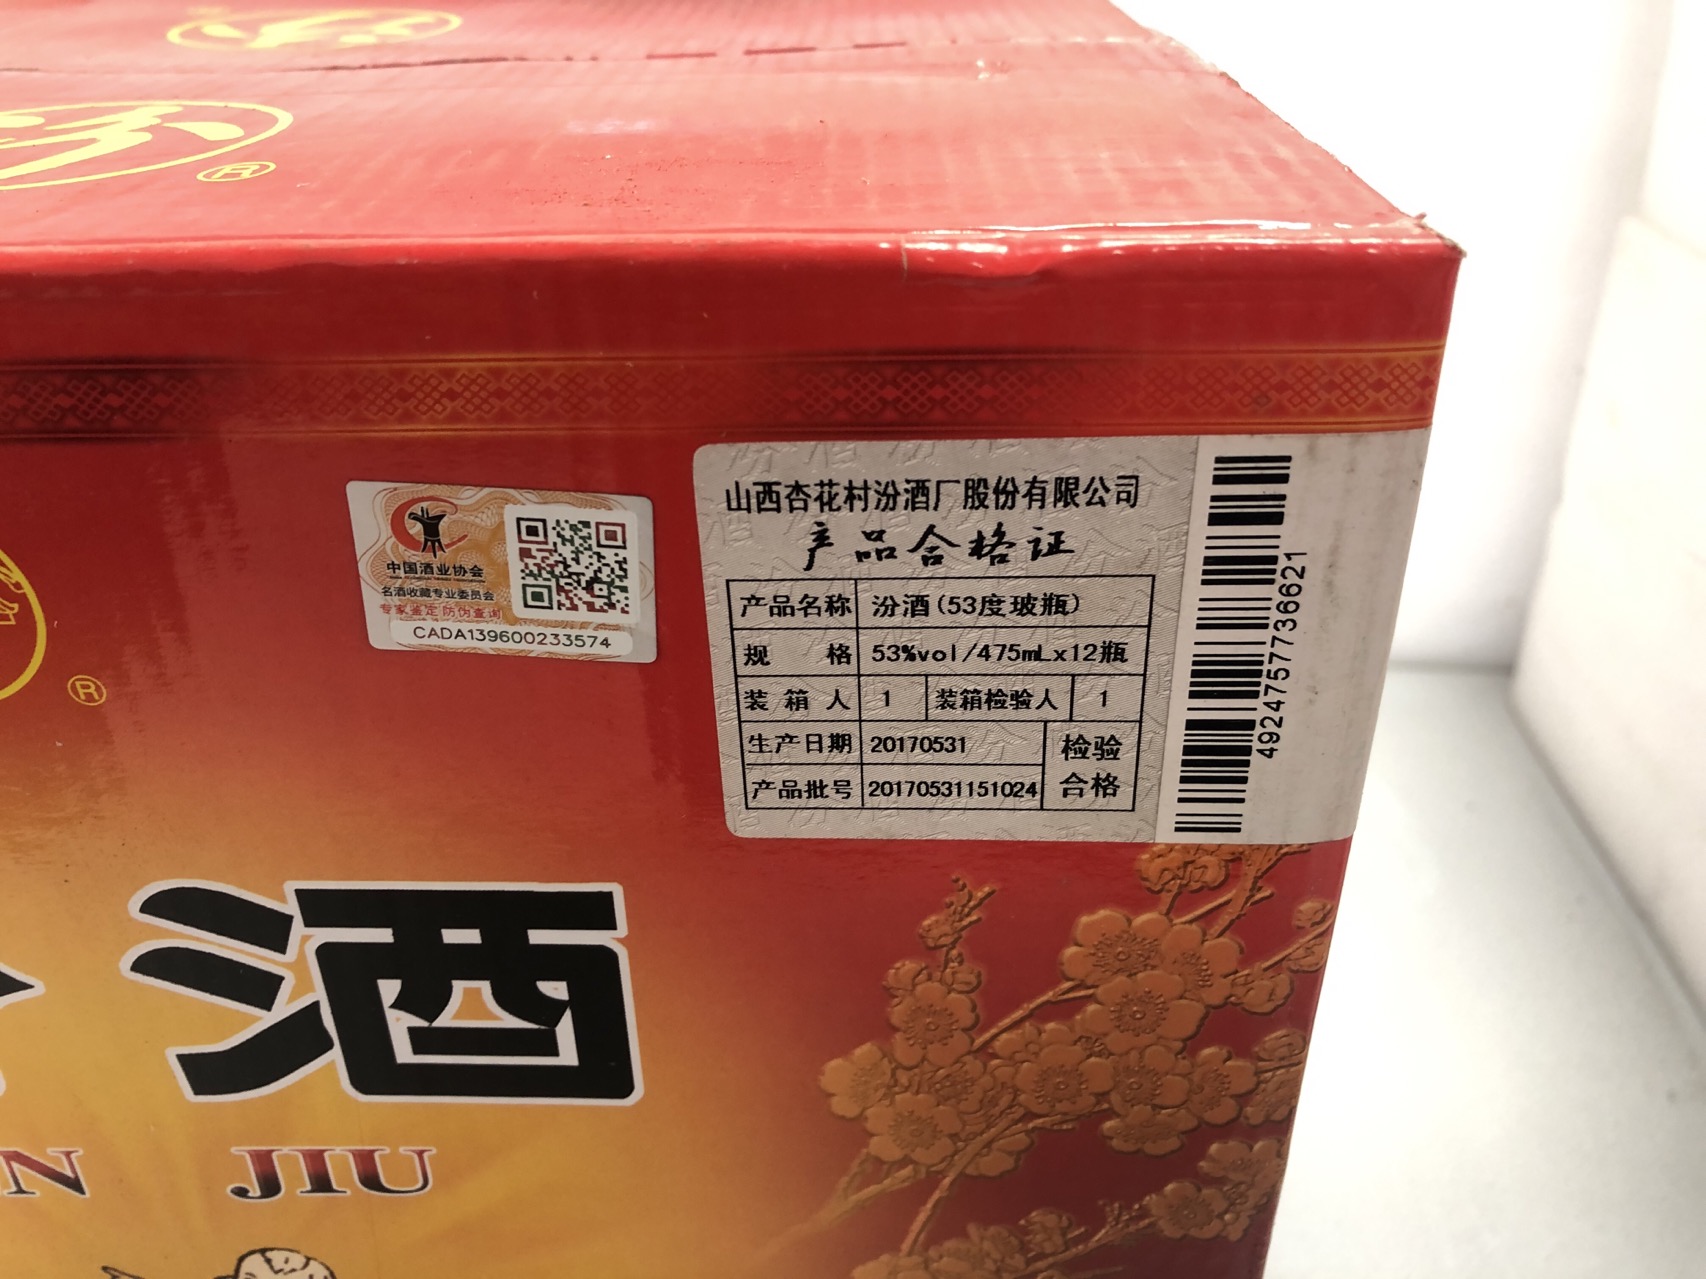 ®
®
中国酒业协会
名酒收藏专业委员会
专家鉴定 防伪查询
CADA139600233574
山西杏花村汾酒厂股份有限公司
产品合格证
产品名称 汾酒(53度玻瓶)
规 格 53%vol/475mLx12瓶
装 箱 人 1 装箱检验人 1
生产日期 20170531 检验
产品批号 20170531151024 合格
4924757736621
酒
N JIU